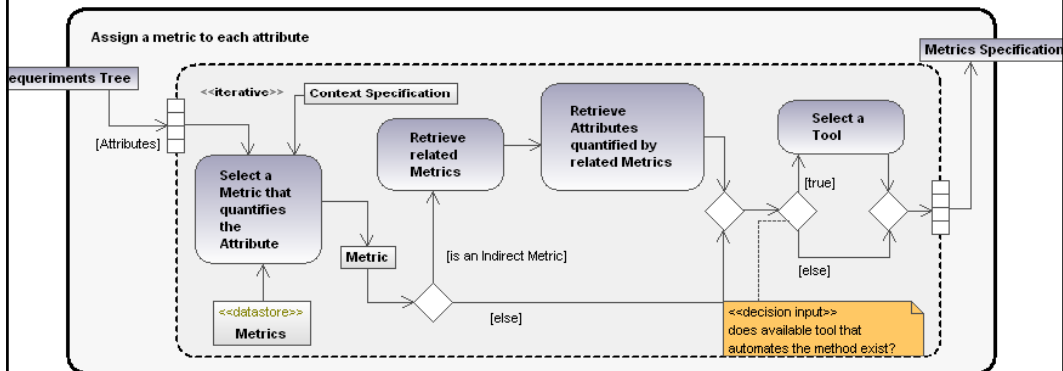 Assign a metric to each attribute
equeriments Tree
Metrics Specification
<<iterative>>
Context Specification
[Attributes]
Select a
Metric that
quantifies
the
Attribute
Retrieve
related
Metrics
Retrieve
Attributes
quantified by
related Metrics
Select a
Tool
[true]
Metric
[is an Indirect Metric]
[else]
[else]
<<datastore>>
Metrics
<<decision input>>
does available tool that
automates the method exist?